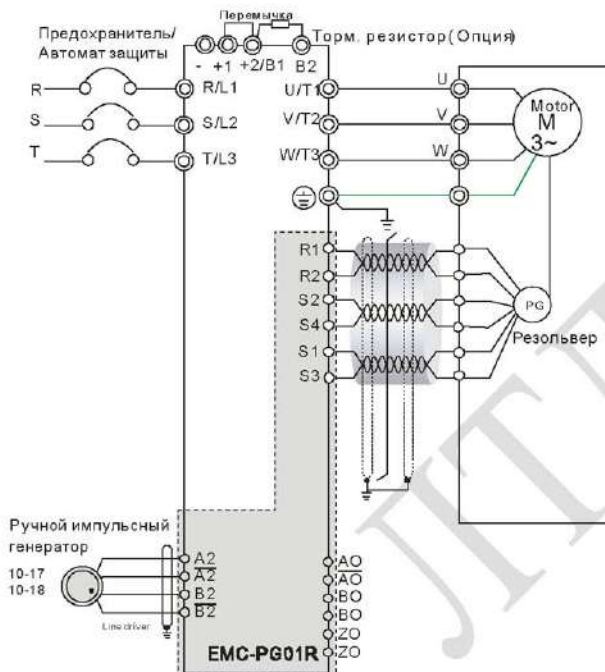 Перемычка
Предохранитель/
Автомат защиты
Торм. резистор(Опция)
- +1 +2/B1 B2
R R/L1 U/T1 U
S S/L2 V/T2 V
T T/L3 W/T3 W
Motor
M
3~
R1
R2
S2
S4
S1
S3
PG
Резольвер
Ручной импульсный
генератор
10-17
10-18
A2
A2
B2
B2
Line driver
AO
AO
BO
BO
ZO
ZO
EMC-PG01R
ЛТД